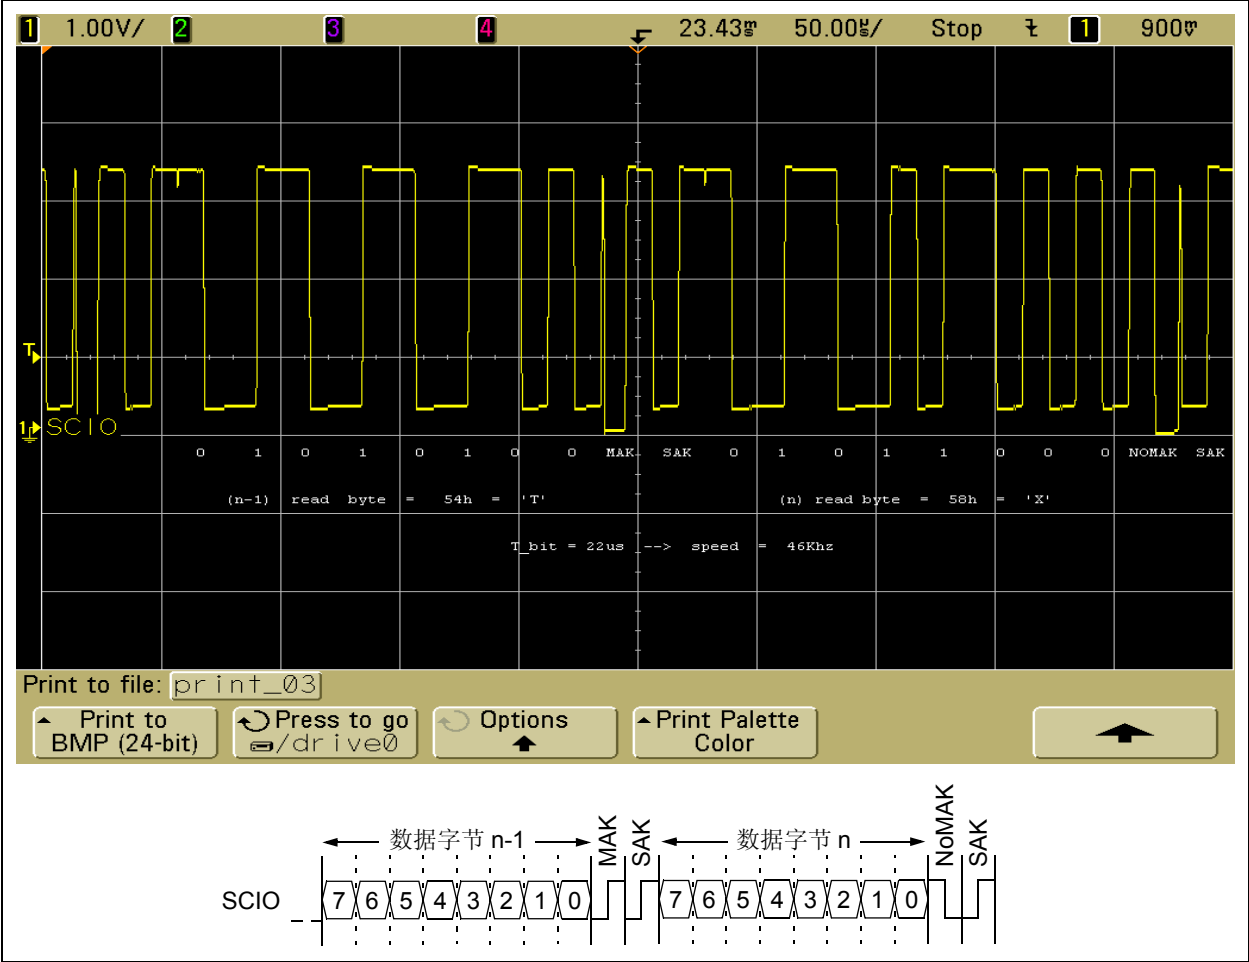 1 1.00V/ 2 3 4 23.43ms 50.00us/ Stop 1 900mV
T
1 SCIO
0 1 0 1 0 1 0 0 MAK SAK 0 1 0 1 1 0 0 0 NOMAK SAK
(n-1) read byte = 54h = 'T' (n) read byte = 58h = 'X'
T_bit = 22us --> speed = 46Khz
Print to file: print_03
Print to BMP (24-bit)
Press to go /drive0
Options
Print Palette Color
数据字节 n-1 MAK SAK 数据字节 n NoMAK SAK
SCIO 7 6 5 4 3 2 1 0 7 6 5 4 3 2 1 0